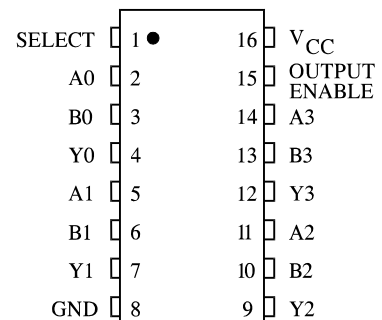 SELECT 1 16 VCC
A0 2 15 OUTPUT ENABLE
B0 3 14 A3
Y0 4 13 B3
A1 5 12 Y3
B1 6 11 A2
Y1 7 10 B2
GND 8 9 Y2